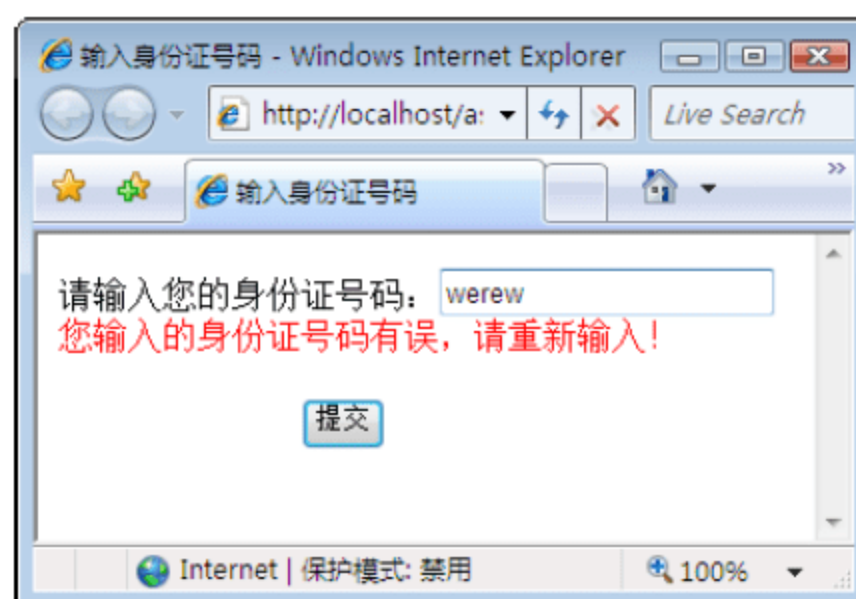 输入身份证号码 - Windows Internet Explorer
http://localhost/a:
Live Search
输入身份证号码
请输入您的身份证号码：werew
您输入的身份证号码有误，请重新输入！
提交
Internet | 保护模式: 禁用
100%